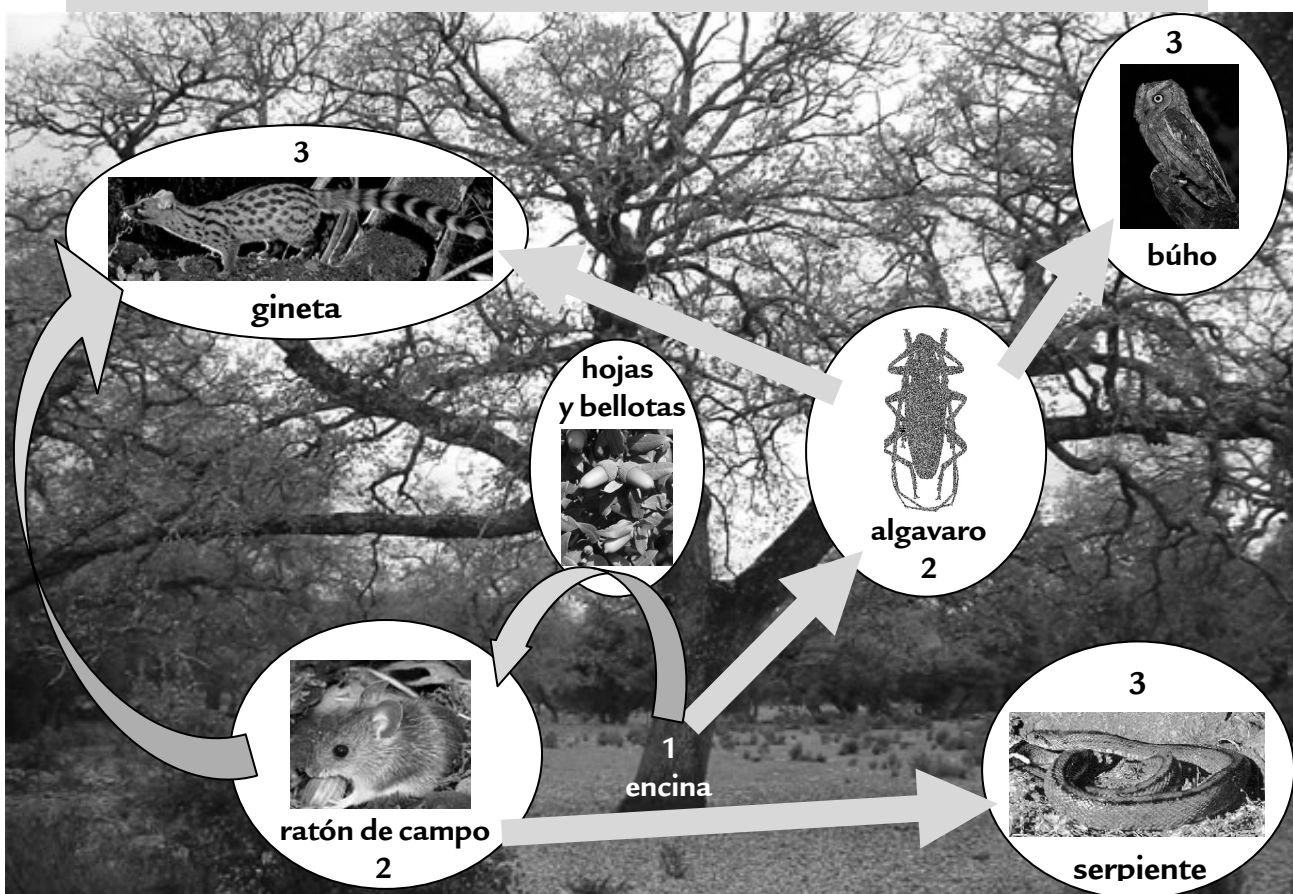 3
gineta
3
búho
hojas
y bellotas
algavaro
2
1
encina
ratón de campo
2
3
serpiente